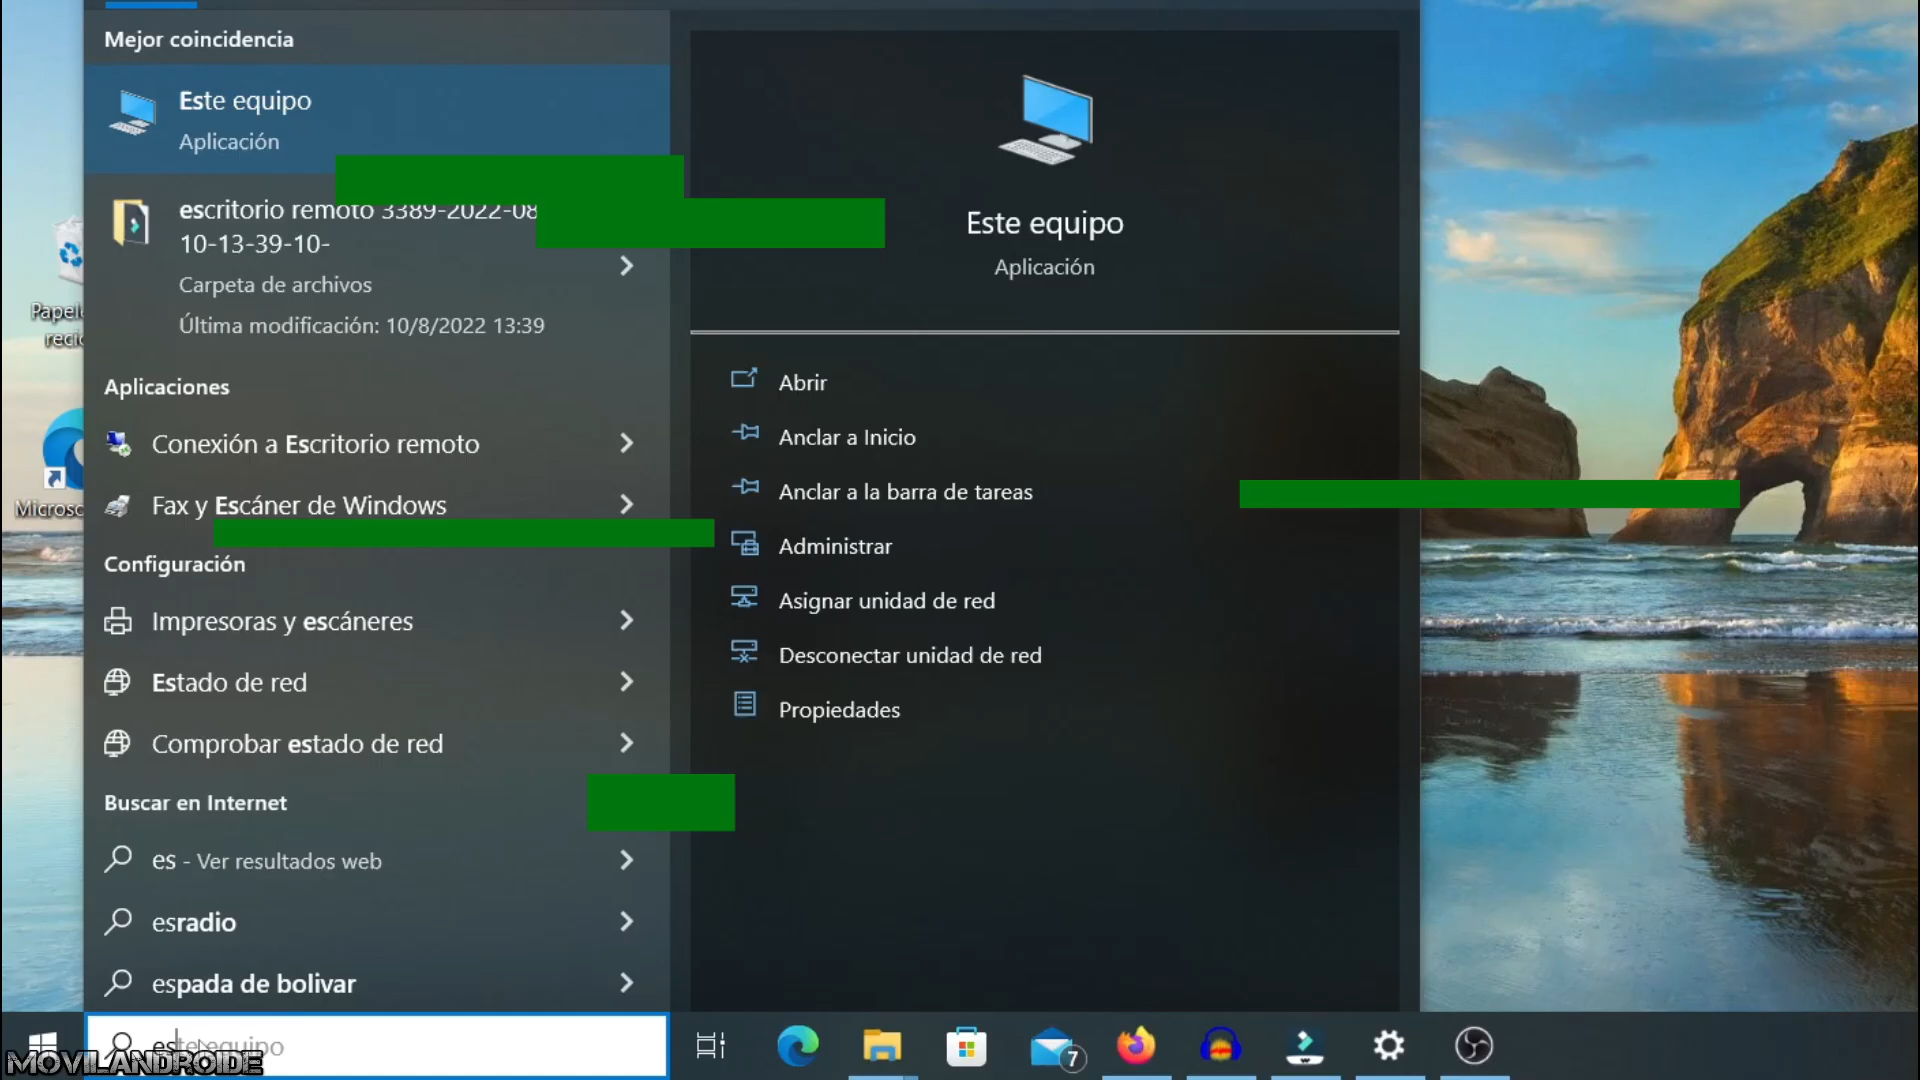 Mejor coincidencia
Este equipo
Aplicación
escritorio remoto 3389-2022-08
10-13-39-10-
Carpeta de archivos
Última modificación: 10/8/2022 13:39
Aplicaciones
Conexión a Escritorio remoto
Fax y Escáner de Windows
Configuración
Impresoras y escáneres
Estado de red
Comprobar estado de red
Buscar en Internet
es - Ver resultados web
esradio
espada de bolivar
este equipo
Este equipo
Aplicación
Abrir
Anclar a Inicio
Anclar a la barra de tareas
Administrar
Asignar unidad de red
Desconectar unidad de red
Propiedades
7
MOVILANDROIDE